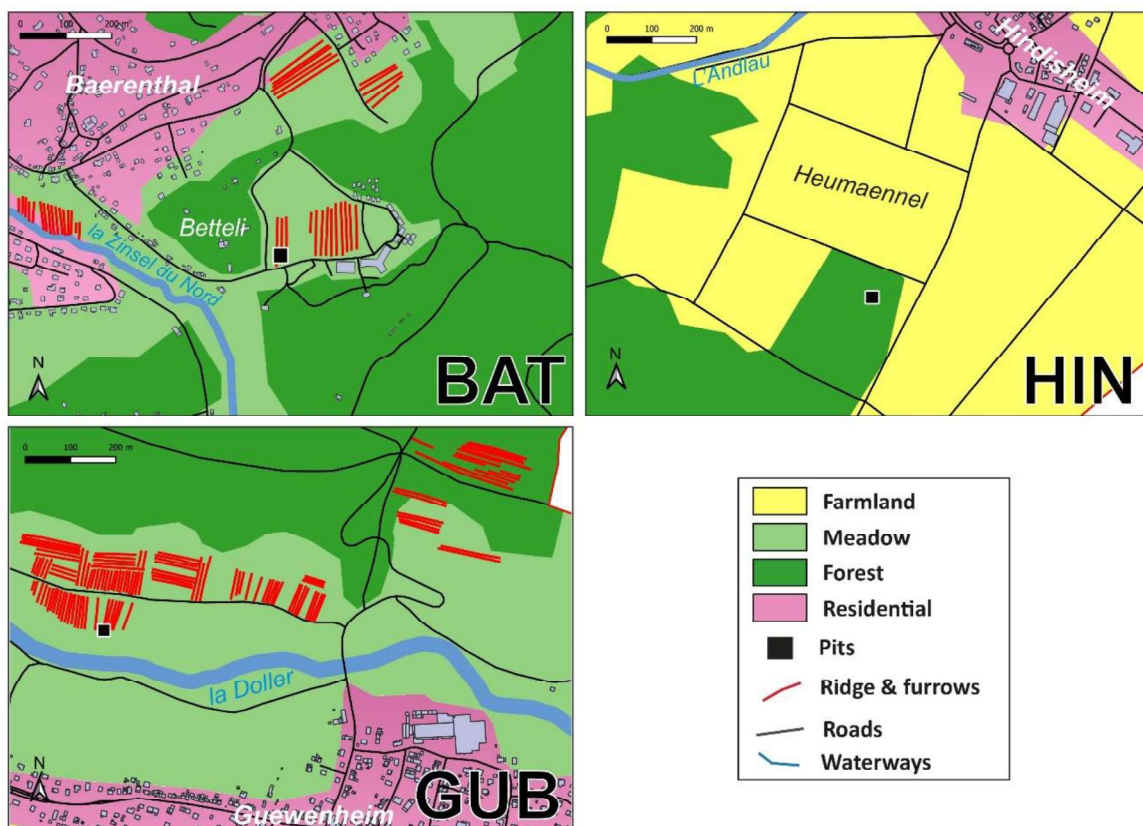 0 100 200 m
Baerenthal
Betteli
la Zinsel du Nord
N
BAT
0 100 200 m
Hindisheim
L'Andlau
Heumaennel
N
HIN
0 100 200 m
la Doller
N
Guewenheim
GUB
Farmland
Meadow
Forest
Residential
Pits
Ridge & furrows
Roads
Waterways